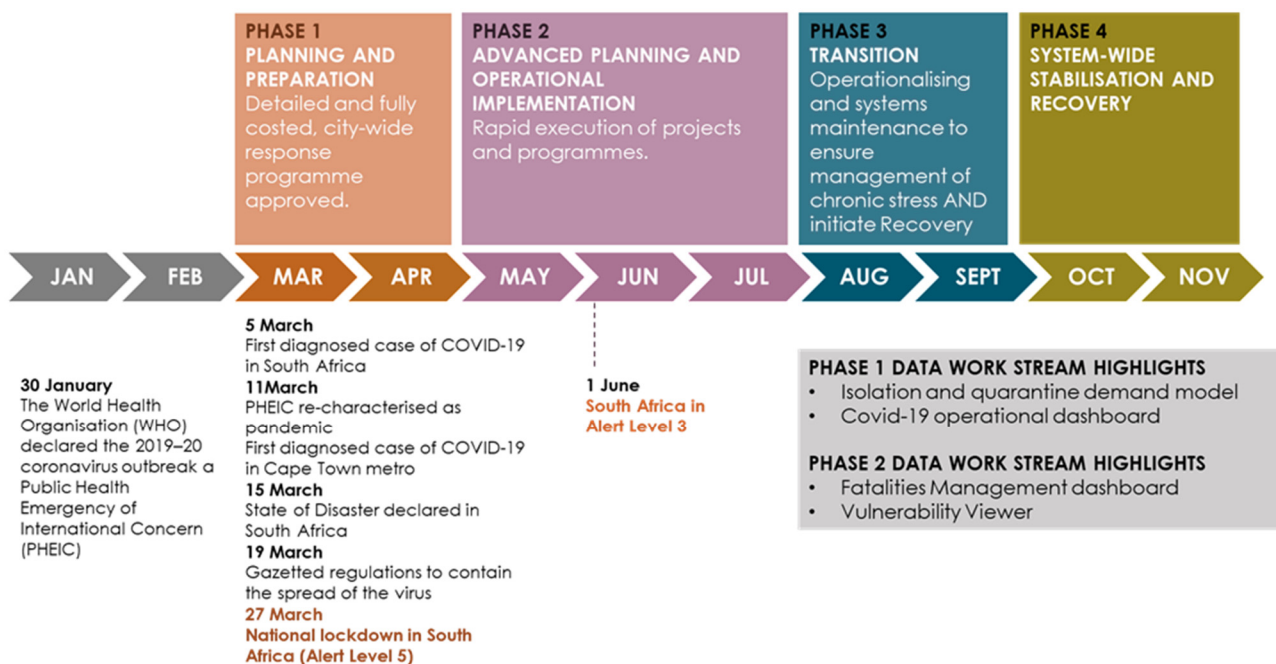 PHASE 1
PLANNING AND
PREPARATION
Detailed and fully
costed, city-wide
response
programme
approved.
PHASE 2
ADVANCED PLANNING AND
OPERATIONAL
IMPLEMENTATION
Rapid execution of projects
and programmes.
PHASE 3
TRANSITION
Operationalising
and systems
maintenance to
ensure
management of
chronic stress AND
initiate Recovery
PHASE 4
SYSTEM-WIDE
STABILISATION AND
RECOVERY
JAN
FEB
MAR
APR
MAY
JUN
JUL
AUG
SEPT
OCT
NOV
30 January
The World Health
Organisation (WHO)
declared the 2019–20
coronavirus outbreak a
Public Health
Emergency of
International Concern
(PHEIC)
5 March
First diagnosed case of COVID-19
in South Africa
11March
PHEIC re-characterised as
pandemic
First diagnosed case of COVID-19
in Cape Town metro
15 March
State of Disaster declared in
South Africa
19 March
Gazetted regulations to contain
the spread of the virus
27 March
National lockdown in South
Africa (Alert Level 5)
1 June
South Africa in
Alert Level 3
PHASE 1 DATA WORK STREAM HIGHLIGHTS
• Isolation and quarantine demand model
• Covid-19 operational dashboard
PHASE 2 DATA WORK STREAM HIGHLIGHTS
• Fatalities Management dashboard
• Vulnerability Viewer